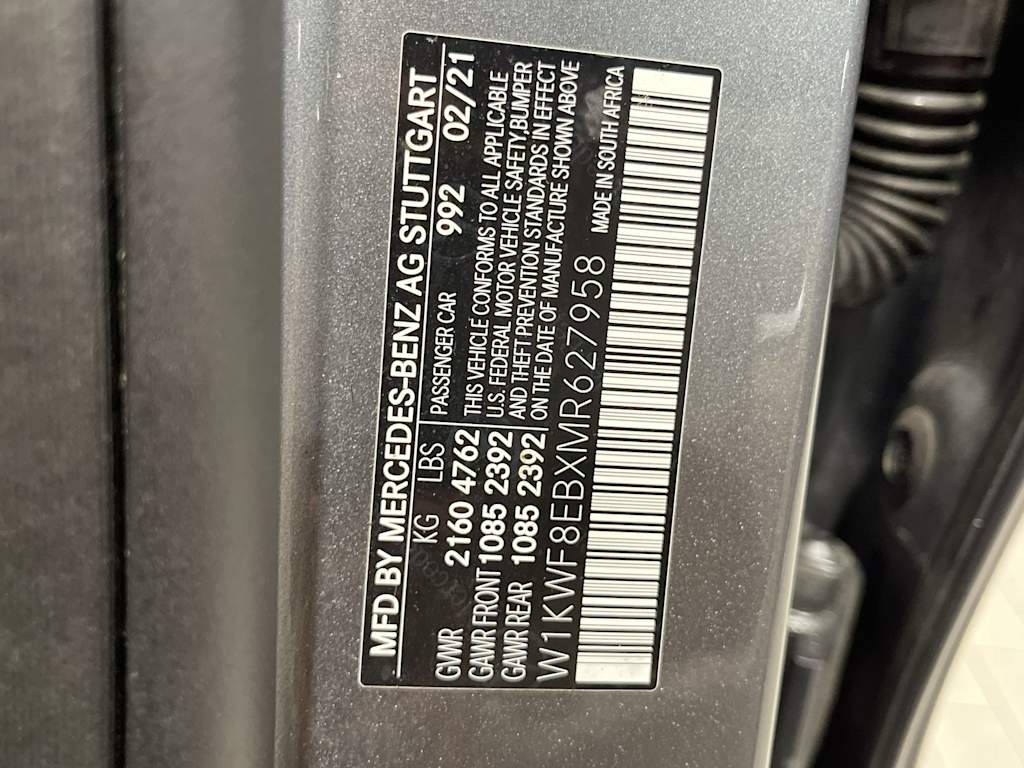 MFD BY MERCEDES-BENZ AG STUTTGART
KG LBS PASSENGER CAR 992 02/21
GVWR 2160 4762 THIS VEHICLE CONFORMS TO ALL APPLICABLE
GAWR FRONT 1085 2392 U.S. FEDERAL MOTOR VEHICLE SAFETY,BUMPER
GAWR REAR 1085 2392 AND THEFT PREVENTION STANDARDS IN EFFECT
ON THE DATE OF MANUFACTURE SHOWN ABOVE
W1KWF8EBXMR627958 MADE IN SOUTH AFRICA